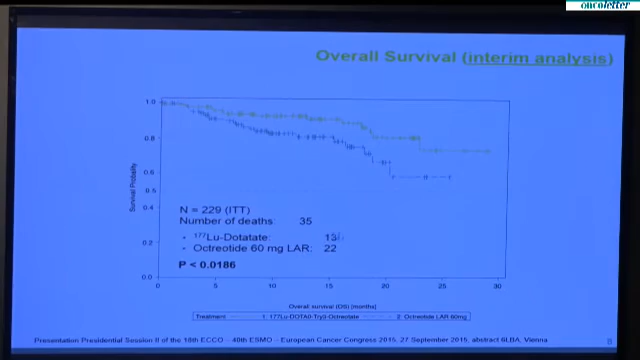 oncoletter
Overall Survival (interim analysis)
1.0
0.8
0.6
0.5
0.4
0.2
0.0
Survival Probability
N = 229 (ITT)
Number of deaths: 35
- 177Lu-Dotatate: 13
- Octreotide 60 mg LAR: 22
P < 0.0186
0 5 10 15 20 25 30
Overall survival (OS) [months]
Treatment 1: 177Lu-DOTA0-Tyr3-Octreotate 2: Octreotide LAR 60mg
Presentation Presidential Session II of the 18th ECCO – 40th ESMO – European Cancer Congress 2015, 27 September 2015, abstract 6LBA, Vienna
8